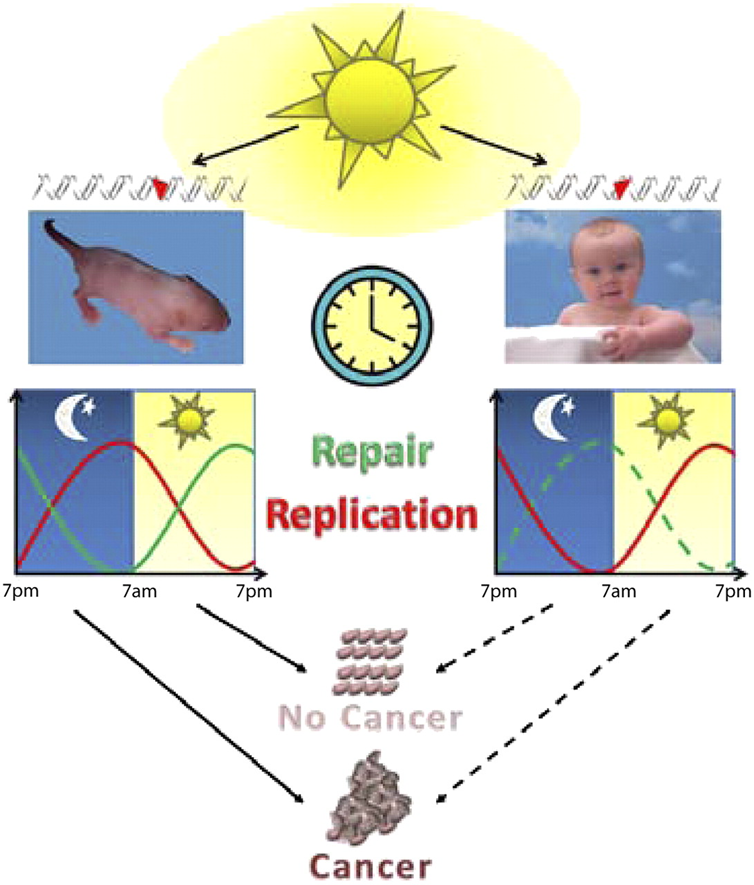 Repair
Replication
7pm 7am 7pm
7pm 7am 7pm
No Cancer
Cancer